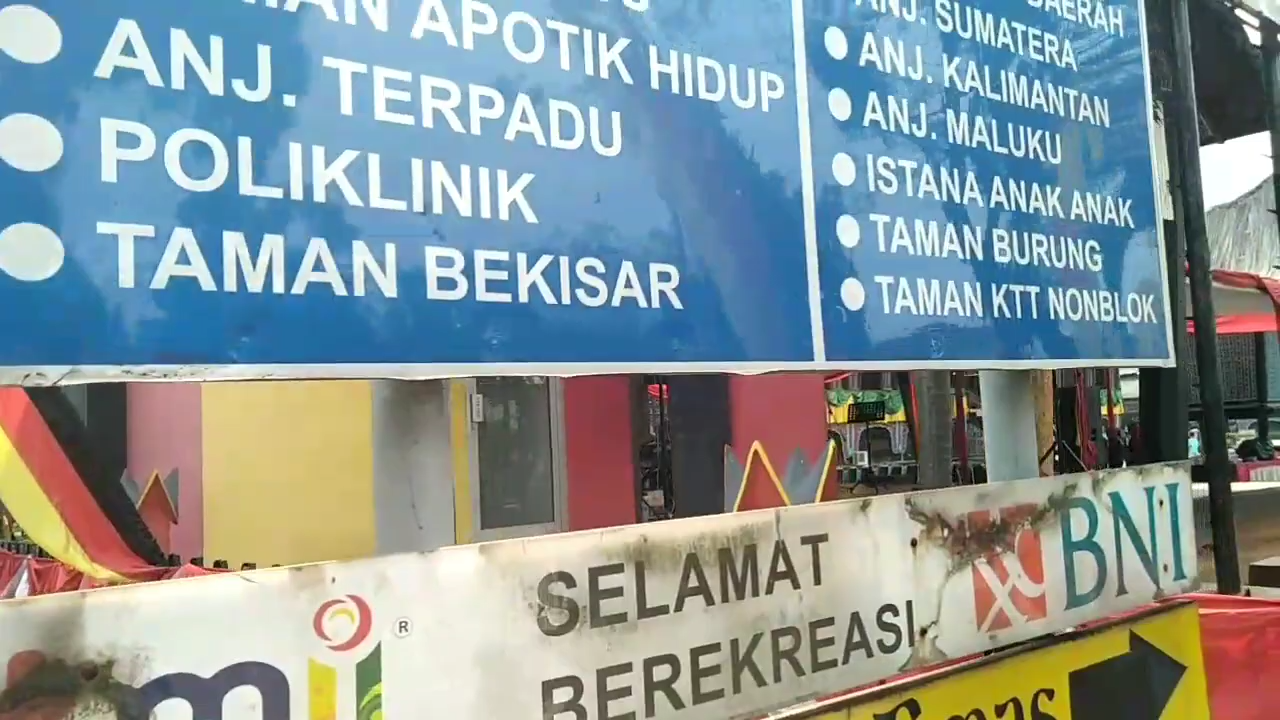 APOTIK HIDUP
ANJ. TERPADU
POLIKLINIK
TAMAN BEKISAR
DAERAH
ANJ. SUMATERA
ANJ. KALIMANTAN
ANJ. MALUKU
ISTANA ANAK ANAK
TAMAN BURUNG
TAMAN KTT NONBLOK
SELAMAT
BEREKREASI
BNI